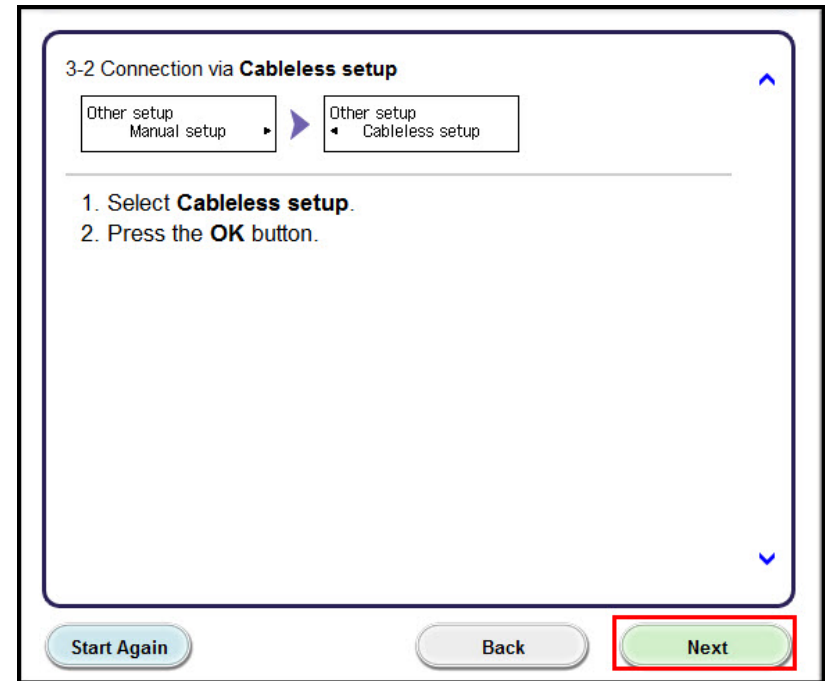 3-2 Connection via Cableless setup
Other setup
Manual setup
Other setup
Cableless setup
1. Select Cableless setup.
2. Press the OK button.
Start Again
Back
Next